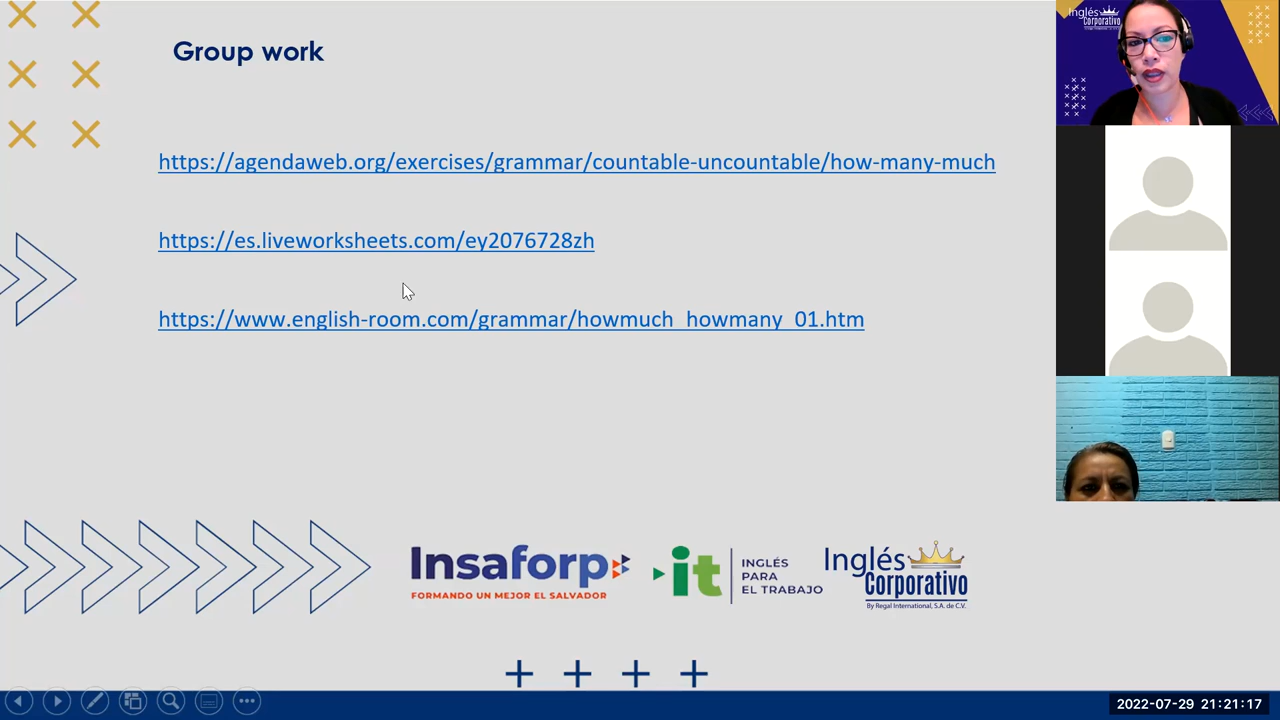 Group work
https://agendaweb.org/exercises/grammar/countable-uncountable/how-many-much
https://es.liveworksheets.com/ey2076728zh
https://www.english-room.com/grammar/howmuch_howmany_01.htm
Insaforp
FORMANDO UN MEJOR EL SALVADOR
it
INGLÉS
PARA
EL TRABAJO
Inglés
Corporativo
By Regal International, S.A. de C.V.
Inglés
Corporativo
2022-07-29 21:21:17